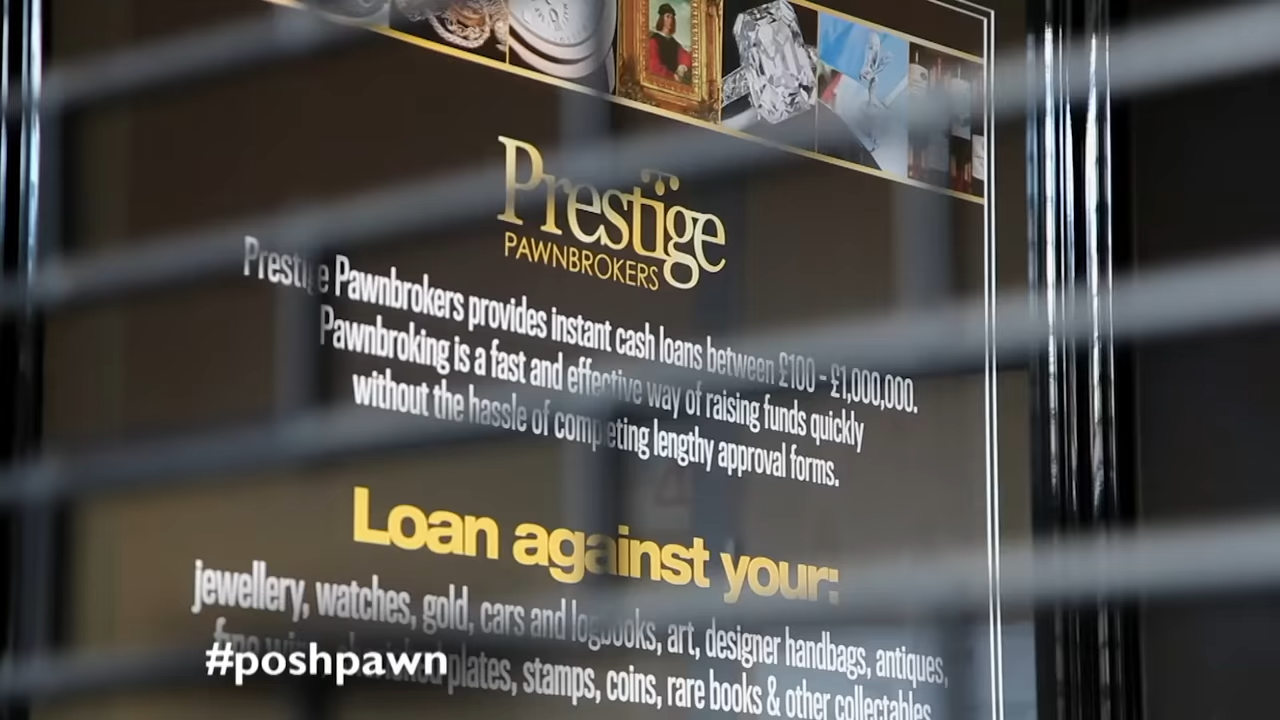 Prestige
PAWNBROKERS
Prestige Pawnbrokers provides instant cash loans between £100 - £1,000,000.
Pawnbroking is a fast and effective way of raising funds quickly
without the hassle of completing lengthy approval forms.
Loan against your:
jewellery, watches, gold, cars and logbooks, art, designer handbags, antiques,
plates, stamps, coins, rare books & other collectables
#poshpawn